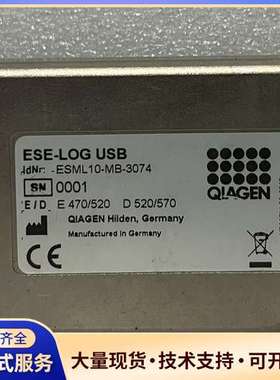 ESE-LOG USB
IdNr: -ESML10-MB-3074
SN 0001
E/D E 470/520 D 520/570
QIAGEN
QIAGEN Hilden, Germany
Manufactured in Germany
齐全
式服务
大量现货·技术支持·可开